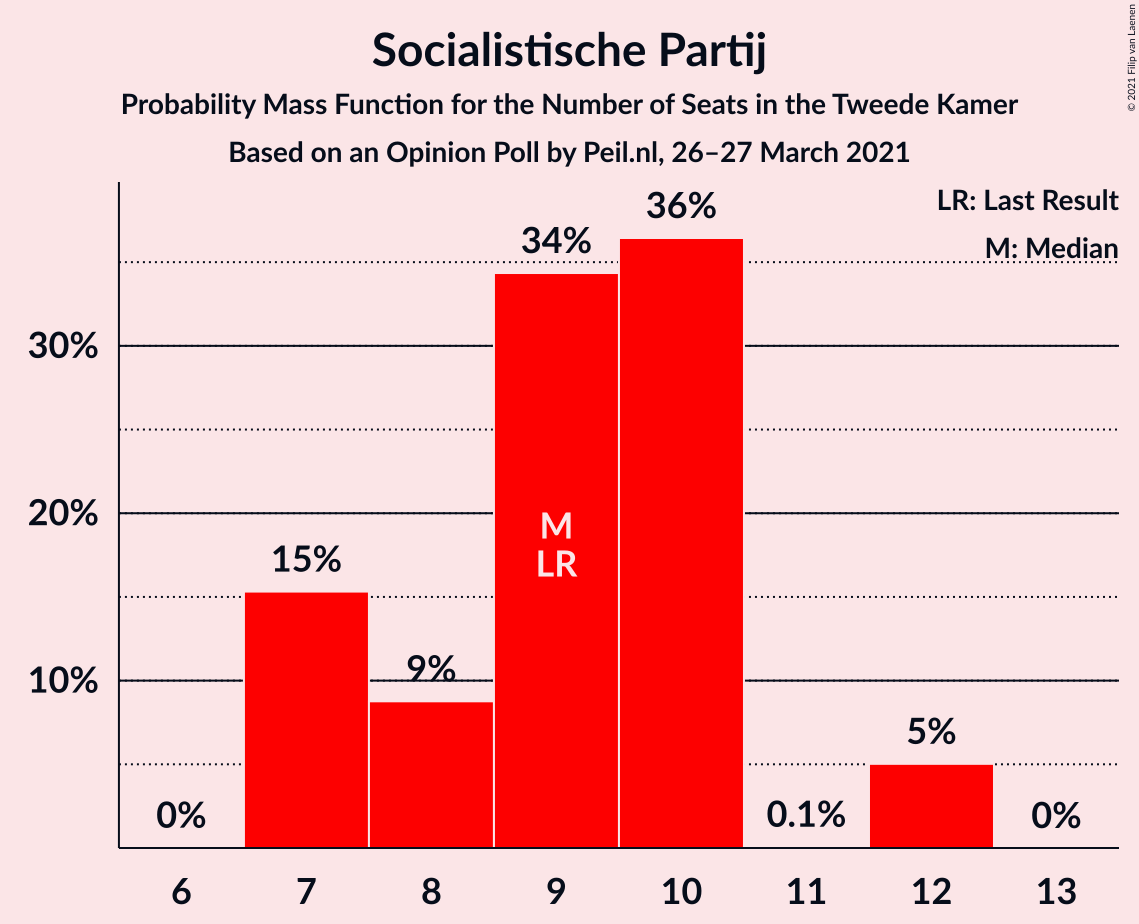 Socialistische Partij
Probability Mass Function for the Number of Seats in the Tweede Kamer
Based on an Opinion Poll by Peil.nl, 26–27 March 2021
© 2021 Filip van Laenen
LR: Last Result
M: Median
30%
20%
10%
0%
15%
9%
34%
36%
0.1%
5%
0%
M
LR
6
7
8
9
10
11
12
13